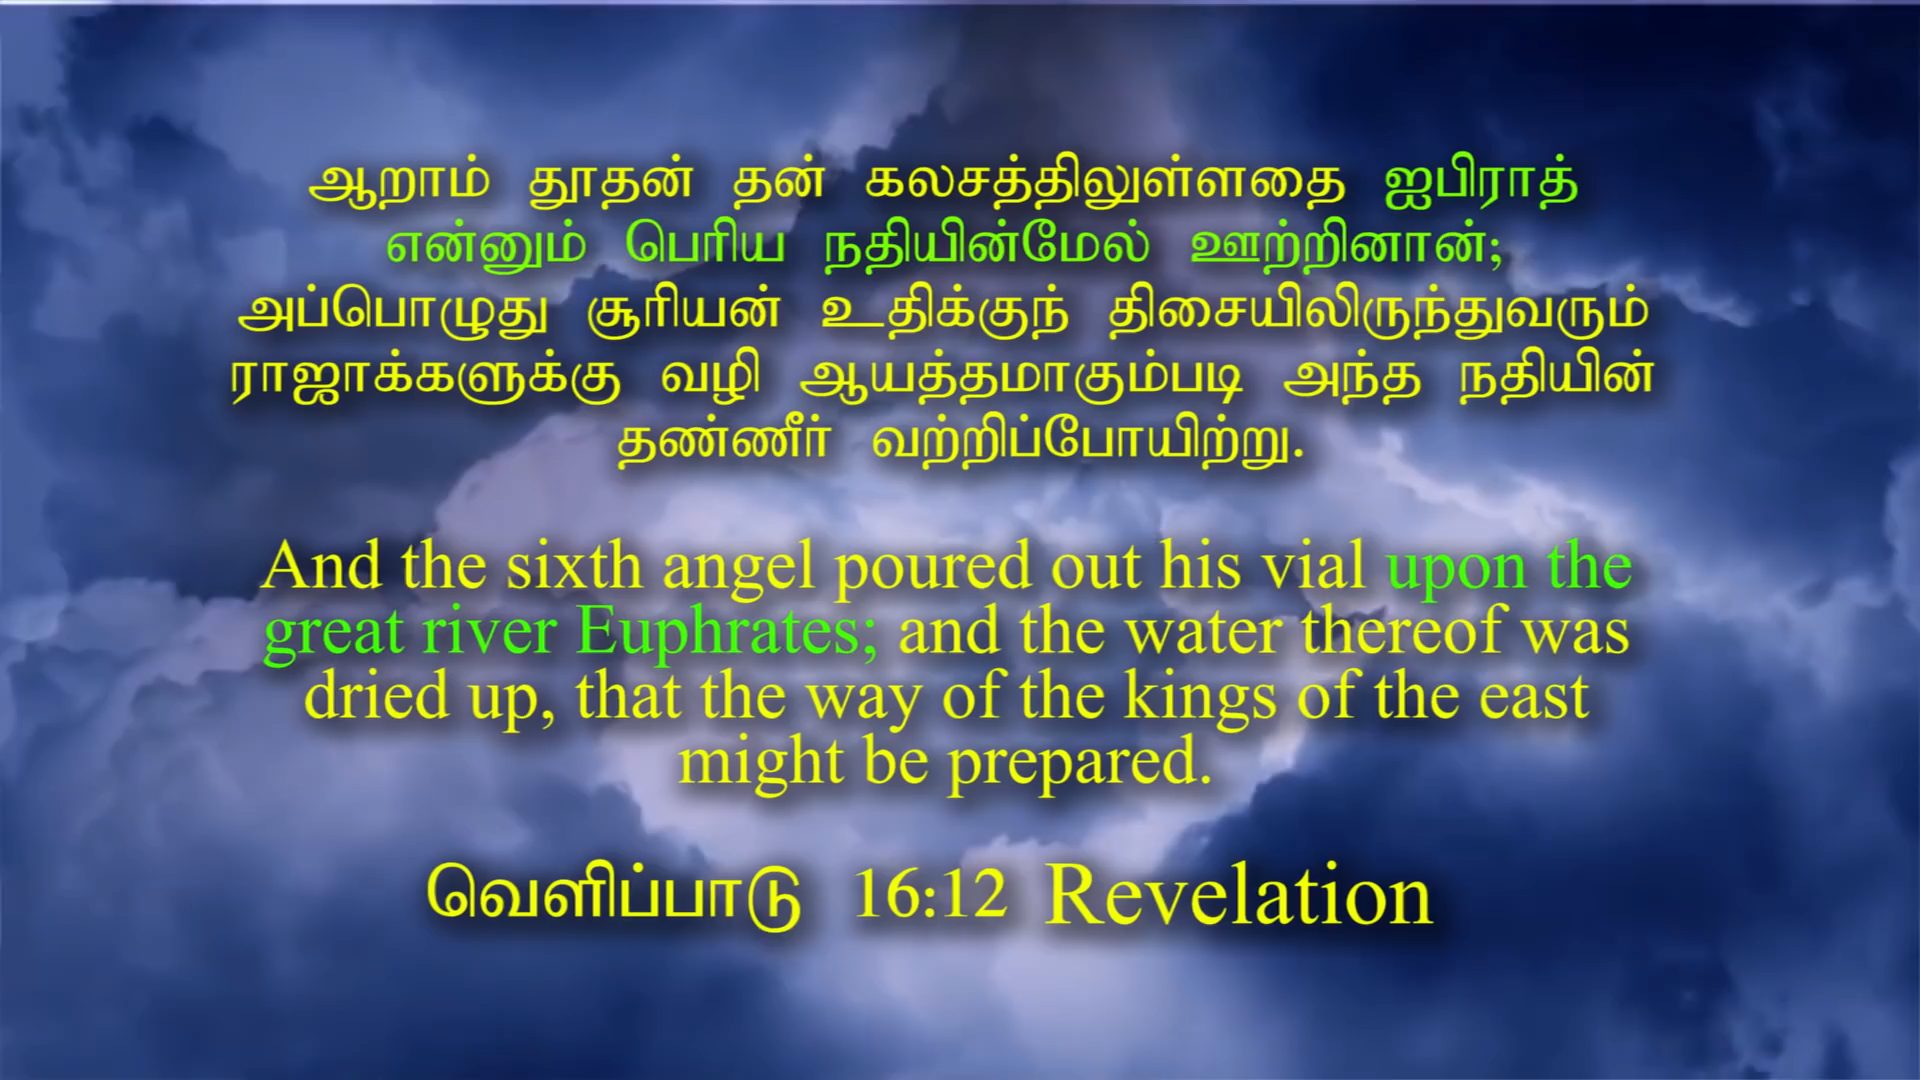 ஆறாம் தூதன் தன் கலசத்திலுள்ளதை ஐபிராத்
என்னும் பெரிய நதியின்மேல் ஊற்றினான்;
அப்பொழுது சூரியன் உதிக்குந் திசையிலிருந்துவரும்
ராஜாக்களுக்கு வழி ஆயத்தமாகும்படி அந்த நதியின்
தண்ணீர் வற்றிப்போயிற்று.
And the sixth angel poured out his vial upon the
great river Euphrates; and the water thereof was
dried up, that the way of the kings of the east
might be prepared.
வெளிப்பாடு 16:12 Revelation